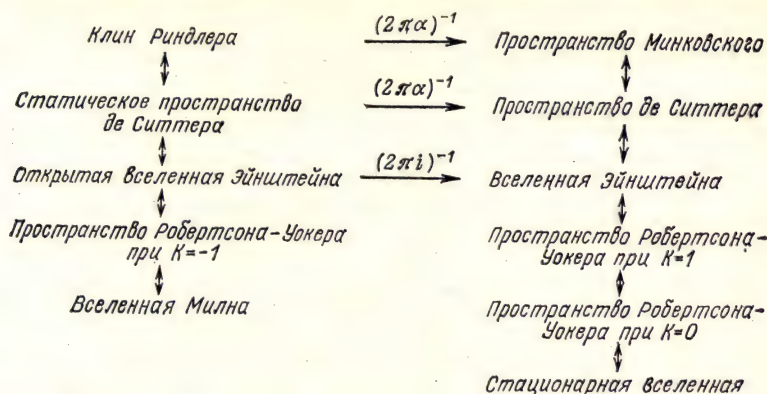 Клин Риндлера
(2πα)⁻¹
Пространство Минковского
Статическое пространство
де Ситтера
(2πα)⁻¹
Пространство де Ситтера
Открытая вселенная Эйнштейна
(2πi)⁻¹
Вселенная Эйнштейна
Пространство Робертсона-Уокера
при K=-1
Пространство Робертсона-
Уокера при K=1
Вселенная Милна
Пространство Робертсона-
Уокера при K=0
Стационарная вселенная